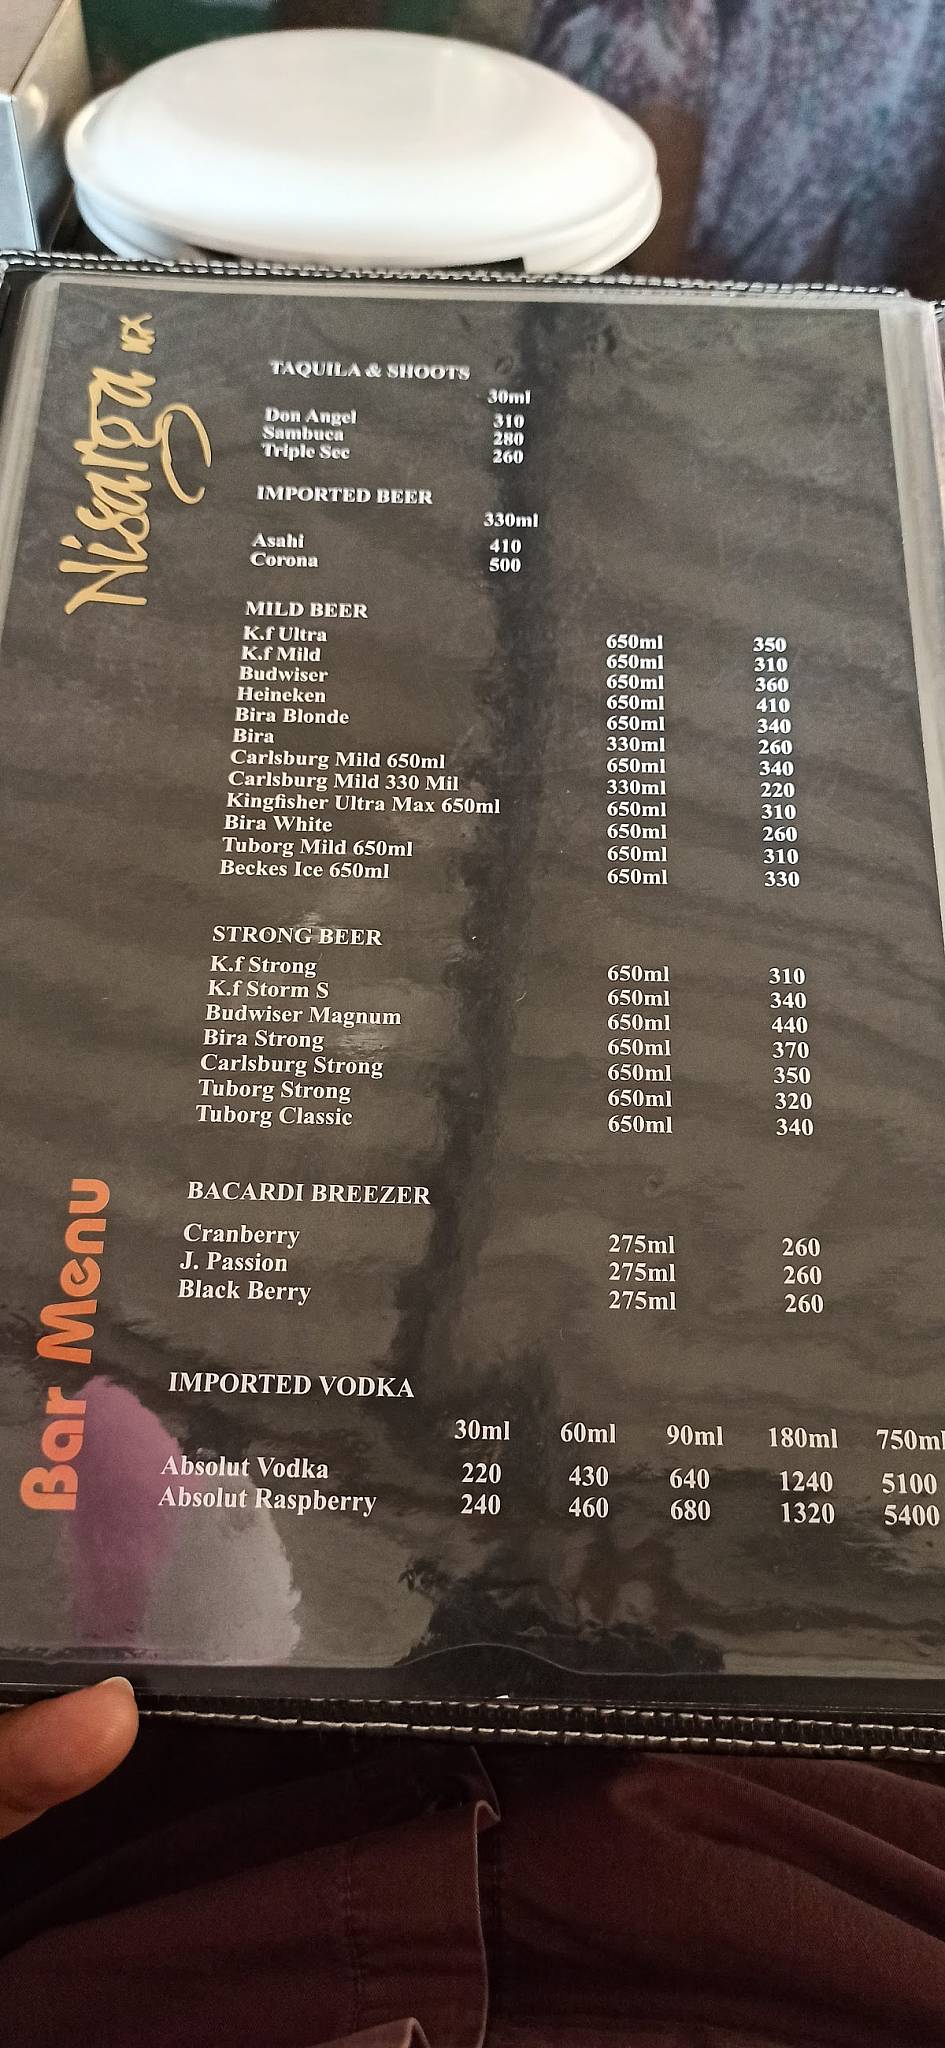 Nisarga
Bar Menu
TAQUILA & SHOOTS
30ml
Don Angel 310
Sambuca 280
Triple Sec 260
IMPORTED BEER
330ml
Asahi 410
Corona 500
MILD BEER
K.f Ultra 650ml 350
K.f Mild 650ml 310
Budwiser 650ml 360
Heineken 650ml 410
Bira Blonde 650ml 340
Bira 330ml 260
Carlsburg Mild 650ml 650ml 340
Carlsburg Mild 330 Mil 330ml 220
Kingfisher Ultra Max 650ml 650ml 310
Bira White 650ml 260
Tuborg Mild 650ml 650ml 310
Beckes Ice 650ml 650ml 330
STRONG BEER
K.f Strong 650ml 310
K.f Storm S 650ml 340
Budwiser Magnum 650ml 440
Bira Strong 650ml 370
Carlsburg Strong 650ml 350
Tuborg Strong 650ml 320
Tuborg Classic 650ml 340
BACARDI BREEZER
Cranberry 275ml 260
J. Passion 275ml 260
Black Berry 275ml 260
IMPORTED VODKA
30ml 60ml 90ml 180ml 750ml
Absolut Vodka 220 430 640 1240 5100
Absolut Raspberry 240 460 680 1320 5400